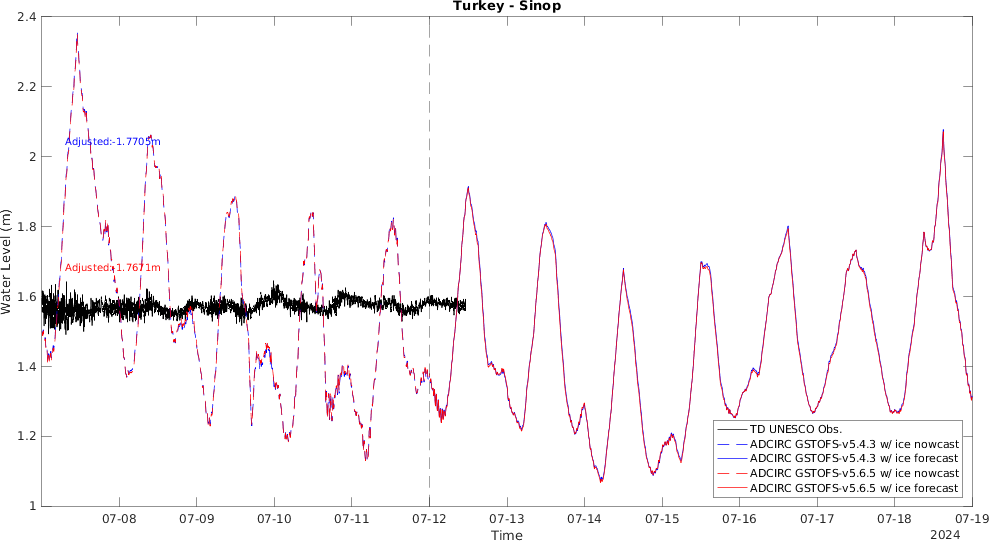 Turkey - Sinop
2.4
2.2
2
1.8
1.6
1.4
1.2
1
Water Level (m)
Adjusted:-1.7705m
Adjusted:-1.7671m
TD UNESCO Obs.
ADCIRC GSTOFS-v5.4.3 w/ ice nowcast
ADCIRC GSTOFS-v5.4.3 w/ ice forecast
ADCIRC GSTOFS-v5.6.5 w/ ice nowcast
ADCIRC GSTOFS-v5.6.5 w/ ice forecast
07-08 07-09 07-10 07-11 07-12 07-13 07-14 07-15 07-16 07-17 07-18 07-19
Time
2024